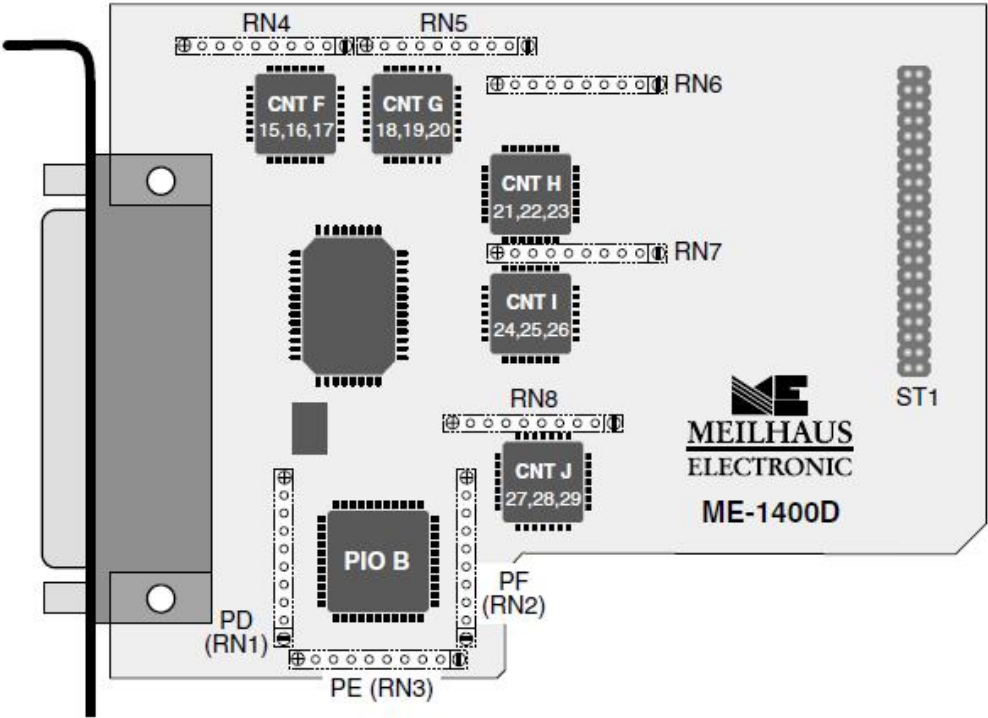 RN4
RN5
CNT F
15,16,17
CNT G
18,19,20
RN6
CNT H
21,22,23
RN7
CNT I
24,25,26
ST1
RN8
ME
MEILHAUS
ELECTRONIC
ME-1400D
CNT J
27,28,29
PIO B
PF
(RN2)
PD
(RN1)
PE (RN3)